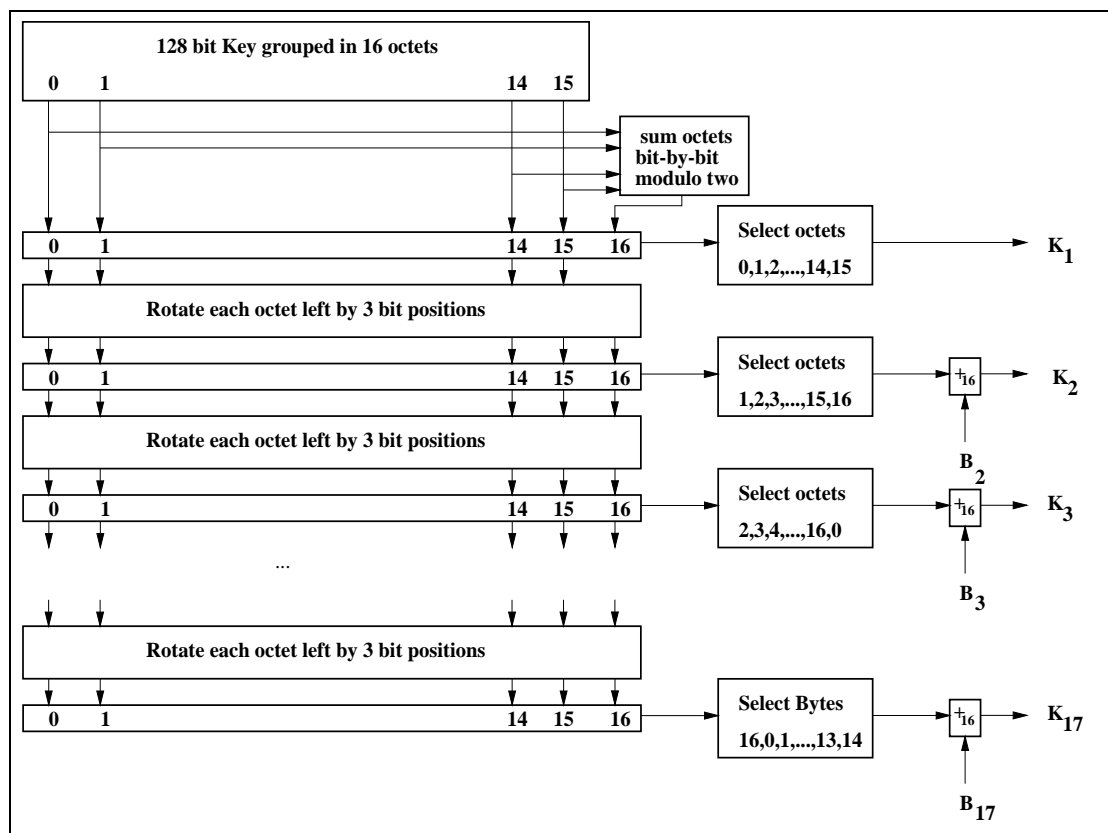 128 bit Key grouped in 16 octets
0 1 14 15
sum octets
bit-by-bit
modulo two
0 1 14 15 16
Select octets
0,1,2,...,14,15
K1
Rotate each octet left by 3 bit positions
0 1 14 15 16
Select octets
1,2,3,...,15,16
+16
K2
B2
Rotate each octet left by 3 bit positions
0 1 14 15 16
Select octets
2,3,4,...,16,0
+16
K3
B3
...
Rotate each octet left by 3 bit positions
0 1 14 15 16
Select Bytes
16,0,1,...,13,14
+16
K17
B17